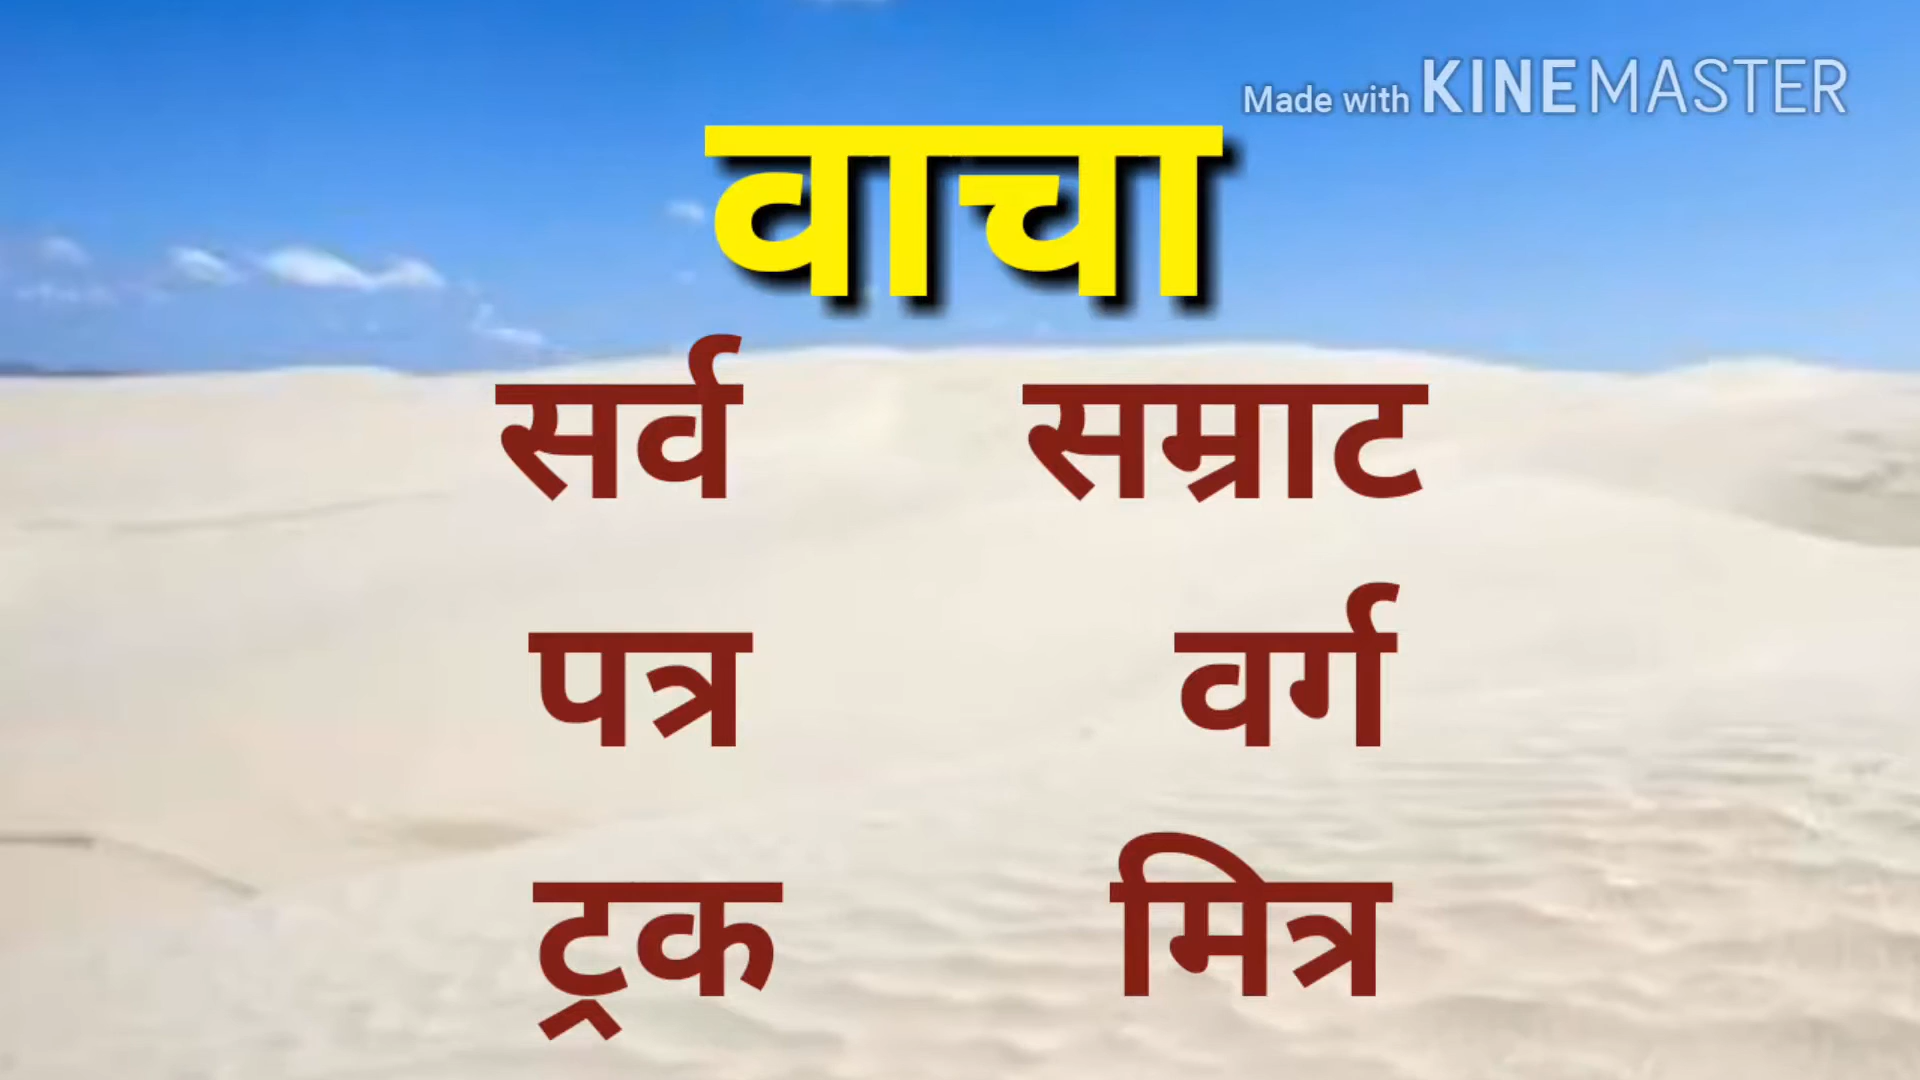 Made with KINEMASTER
वाचा
सर्व सम्राट
पत्र वर्ग
ट्रक मित्र